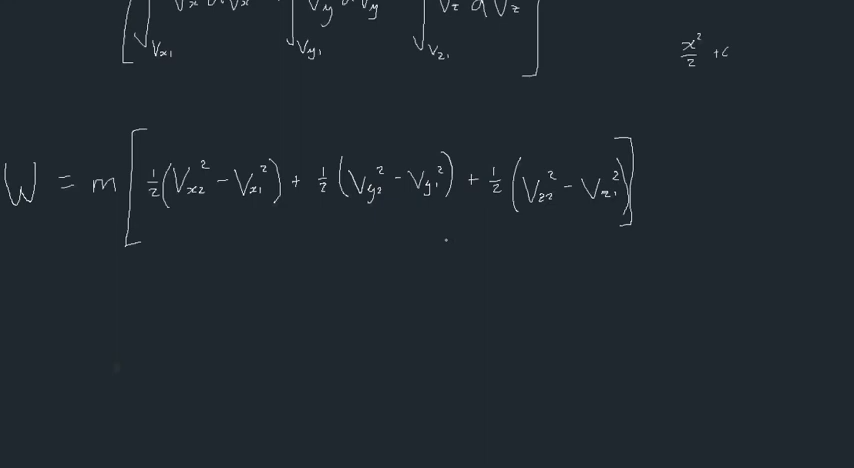 Vx dVx Vy dVy Vz dVz
Vx1 Vy1 Vz1
x²/2 + c
W = m [ 1/2 (Vx2² - Vx1²) + 1/2 (Vy2² - Vy1²) + 1/2 (Vz2² - Vz1²) ]